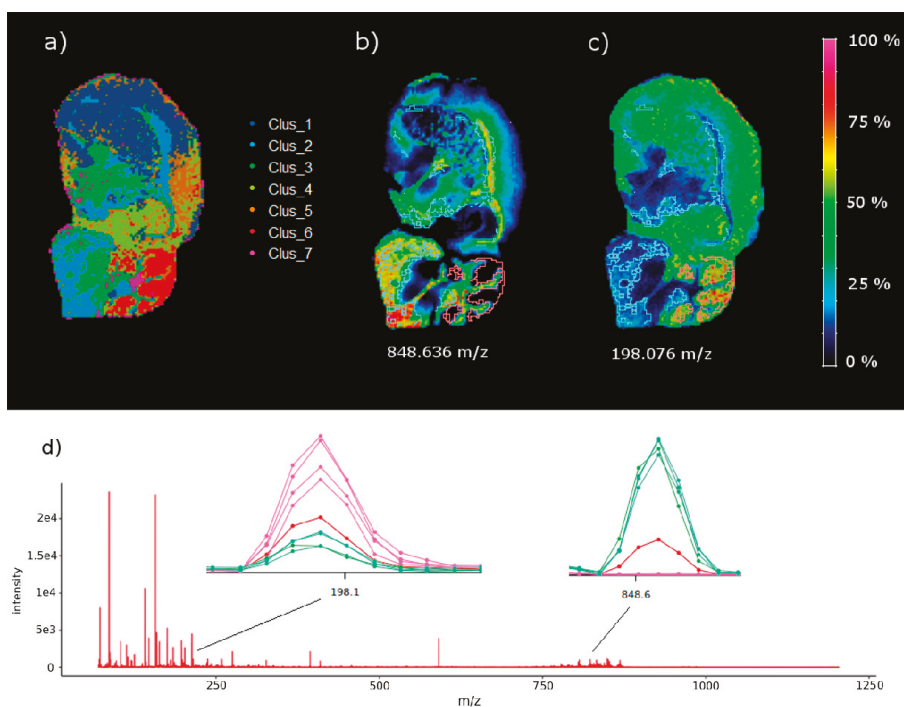 a)
b)
c)
Clus_1
Clus_2
Clus_3
Clus_4
Clus_5
Clus_6
Clus_7
848.636 m/z
198.076 m/z
100 %
75 %
50 %
25 %
0 %
d)
intensity
2e4
1.5e4
1e4
5e3
0
198.1
848.6
250
500
750
1000
1250
m/z